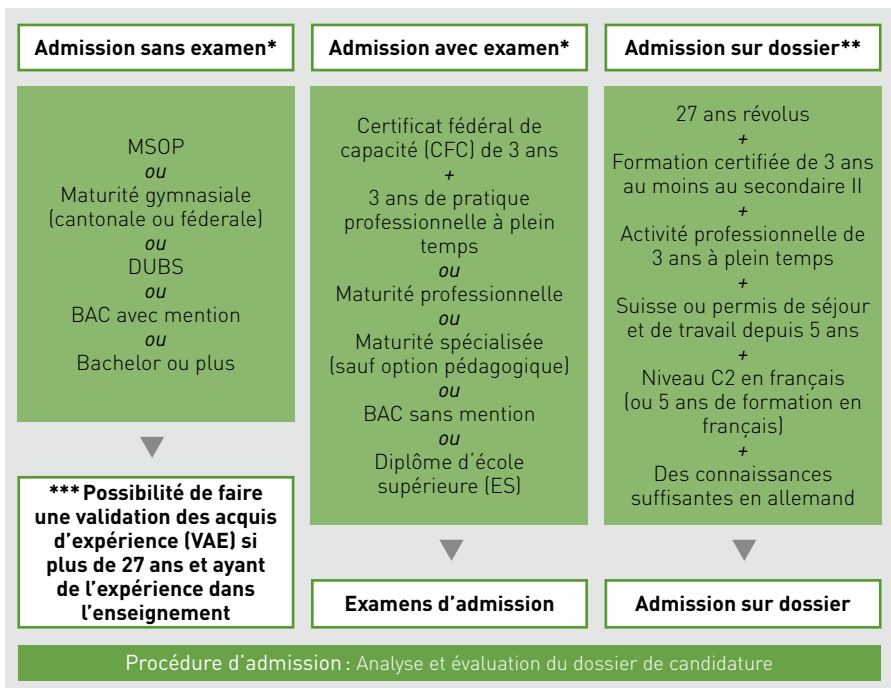 Admission sans examen*
MSOP
ou
Maturité gymnasiale
(cantonale ou féderale)
ou
DUBS
ou
BAC avec mention
ou
Bachelor ou plus
***Possibilité de faire
une validation des acquis
d’expérience (VAE) si
plus de 27 ans et ayant
de l’expérience dans
l’enseignement
Admission avec examen*
Certificat fédéral de
capacité (CFC) de 3 ans
+
3 ans de pratique
professionnelle à plein
temps
ou
Maturité professionnelle
ou
Maturité spécialisée
(sauf option pédagogique)
ou
BAC sans mention
ou
Diplôme d’école
supérieure (ES)
Examens d’admission
Admission sur dossier**
27 ans révolus
+
Formation certifiée de 3 ans
au moins au secondaire II
+
Activité professionnelle de
3 ans à plein temps
+
Suisse ou permis de séjour
et de travail depuis 5 ans
+
Niveau C2 en français
(ou 5 ans de formation en
français)
+
Des connaissances
suffisantes en allemand
Admission sur dossier
Procédure d’admission : Analyse et évaluation du dossier de candidature